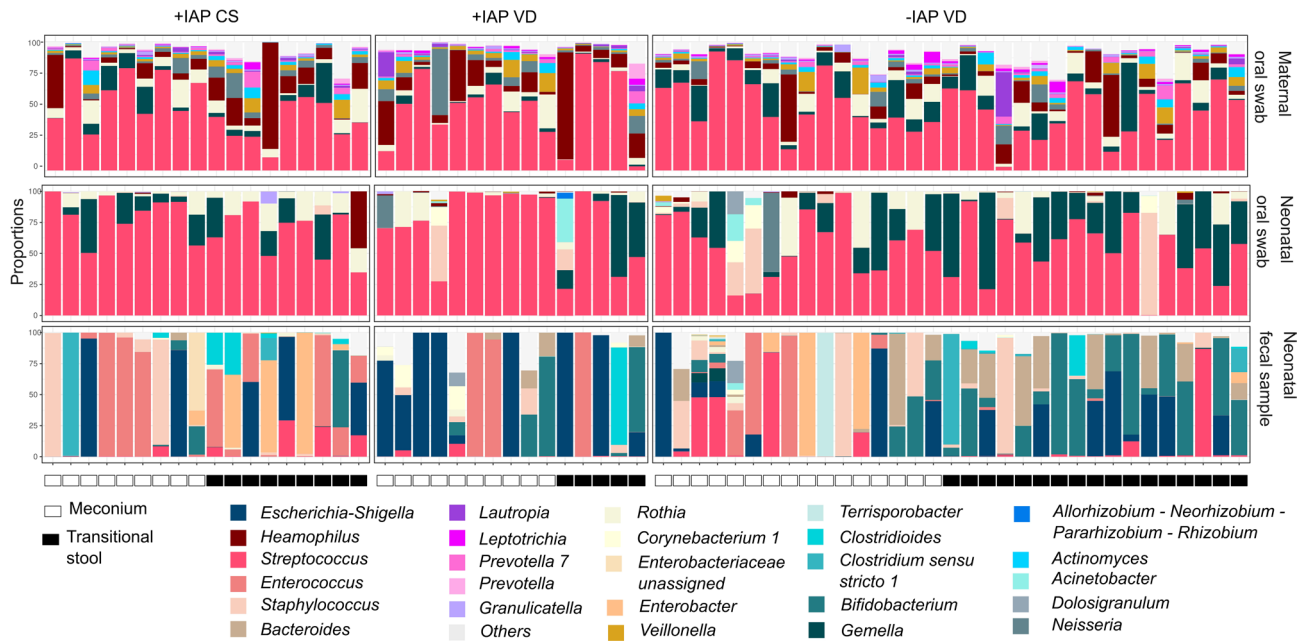 +IAP CS
+IAP VD
-IAP VD
Proportions
100
75
50
25
0
Maternal
oral swab
100
75
50
25
0
Neonatal
oral swab
100
75
50
25
0
Neonatal
fecal sample
Meconium
Transitional
stool
Escherichia-Shigella
Heamophilus
Streptococcus
Enterococcus
Staphylococcus
Bacteroides
Lautropia
Leptotrichia
Prevotella 7
Prevotella
Granulicatella
Others
Rothia
Corynebacterium 1
Enterobacteriaceae
unassigned
Enterobacter
Veillonella
Terrisporobacter
Clostridioides
Clostridium sensu
stricto 1
Bifidobacterium
Gemella
Allorhizobium - Neorhizobium -
Pararhizobium - Rhizobium
Actinomyces
Acinetobacter
Dolosigranulum
Neisseria